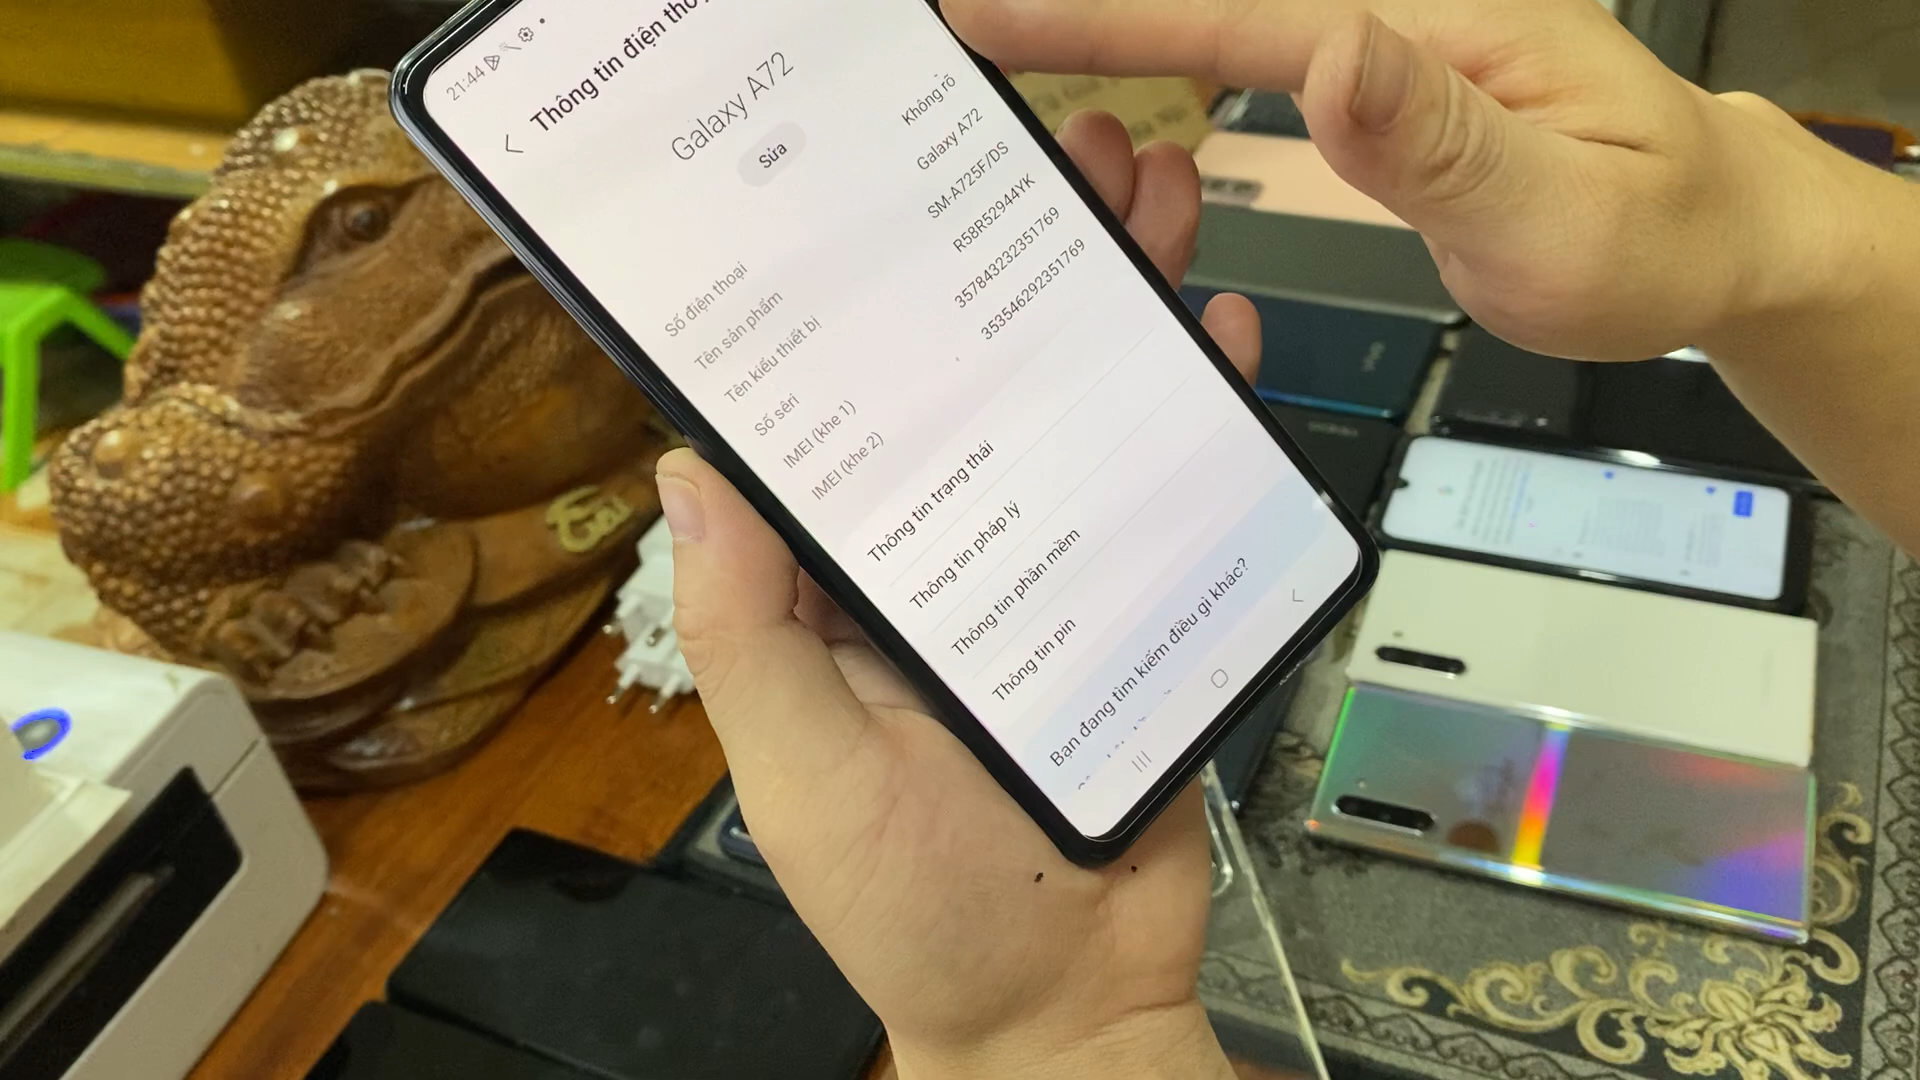 21:44
Thông tin điện tho
Galaxy A72
Sửa
Số điện thoại Không rõ
Tên sản phẩm Galaxy A72
Tên kiểu thiết bị SM-A725F/DS
Số sêri R58R52944YK
IMEI (khe 1) 357843232351769
IMEI (khe 2) 353546292351769
Thông tin trạng thái
Thông tin pháp lý
Thông tin phần mềm
Thông tin pin
Bạn đang tìm kiếm điều gì khác?
vivo